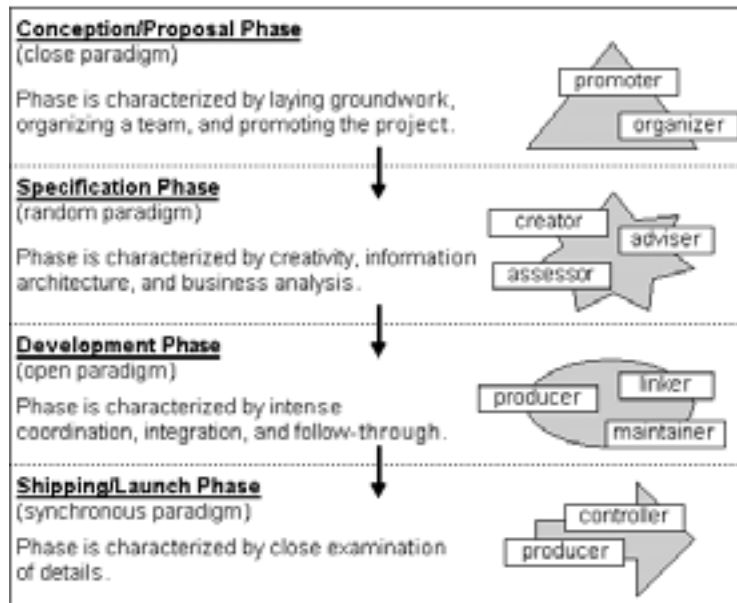 Conception/Proposal Phase
(close paradigm)
Phase is characterized by laying groundwork,
organizing a team, and promoting the project.
promoter
organizer
Specification Phase
(random paradigm)
Phase is characterized by creativity, information
architecture, and business analysis.
creator
adviser
assessor
Development Phase
(open paradigm)
Phase is characterized by intense
coordination, integration, and follow-through.
linker
producer
maintainer
Shipping/Launch Phase
(synchronous paradigm)
Phase is characterized by close examination
of details.
controller
producer